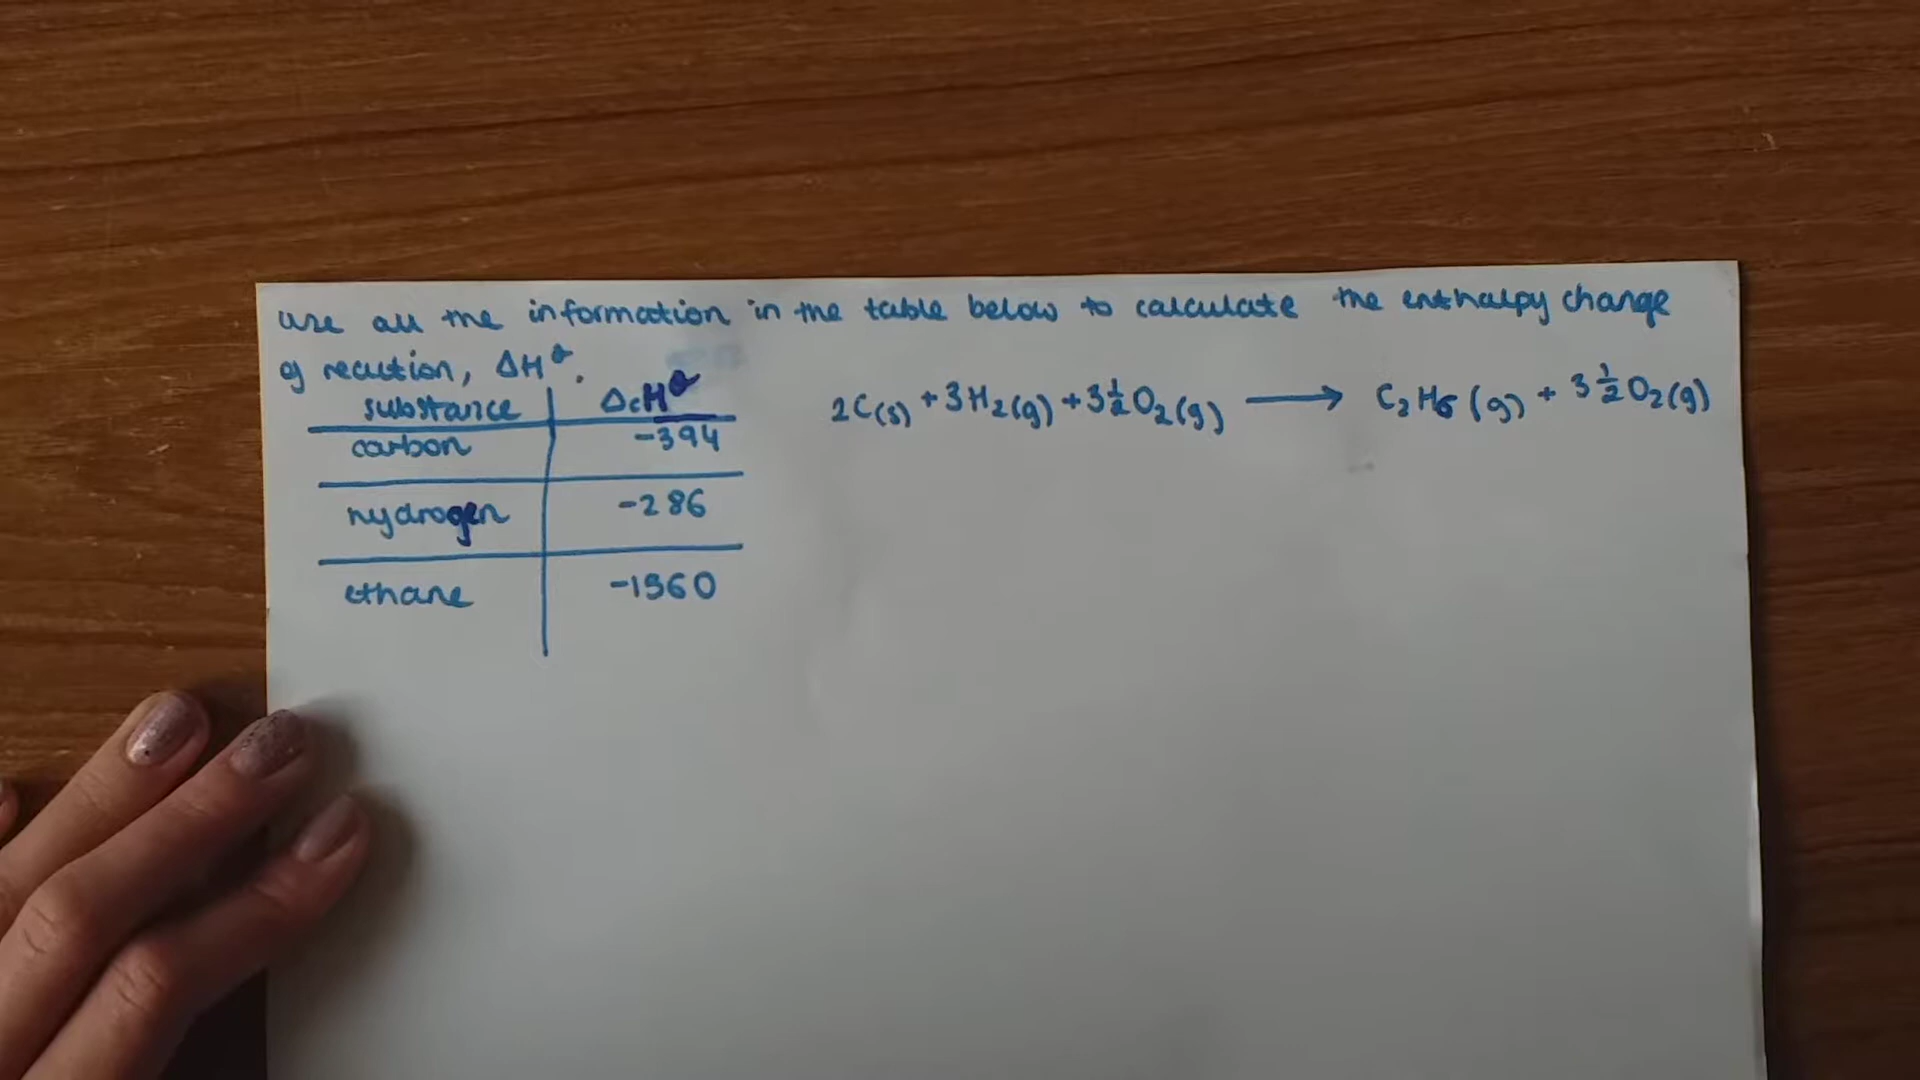 use all the information in the table below to calculate the enthalpy change
of reaction, ΔH⦵.
substance ΔcH⦵
carbon -394
hydrogen -286
ethane -1560
2C(s) + 3H₂(g) + 3½O₂(g) ⟶ C₂H₆(g) + 3½O₂(g)